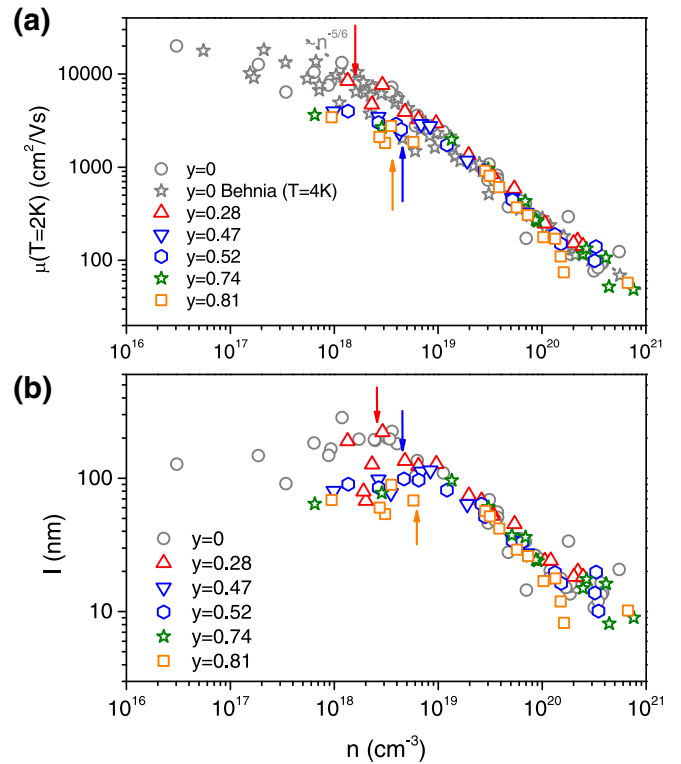 (a)
~n-5/6
μ(T=2K) (cm2/Vs)
10000
1000
100
y=0
y=0 Behnia (T=4K)
y=0.28
y=0.47
y=0.52
y=0.74
y=0.81
1016 1017 1018 1019 1020 1021
(b)
l (nm)
100
10
y=0
y=0.28
y=0.47
y=0.52
y=0.74
y=0.81
1016 1017 1018 1019 1020 1021
n (cm-3)